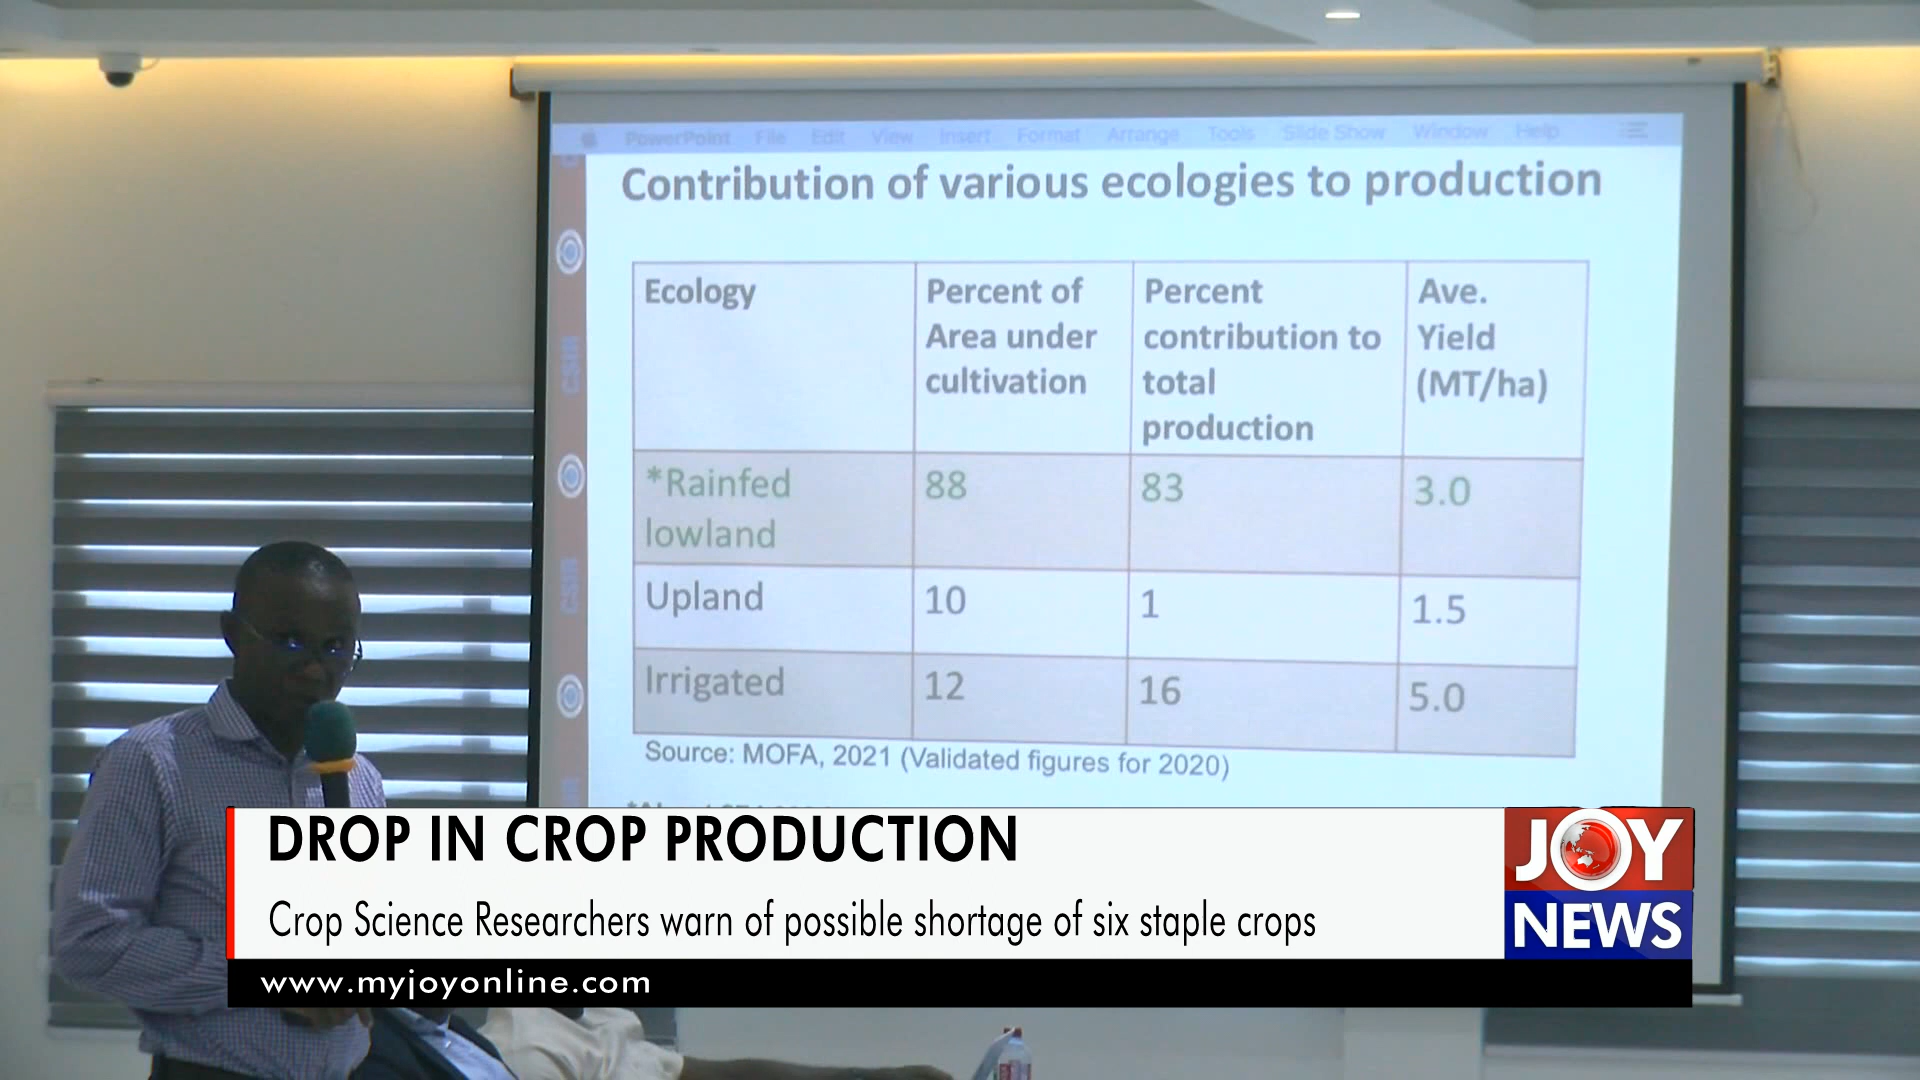 PowerPoint File Edit View Insert Format Arrange Tools Slide Show Window Help
Contribution of various ecologies to production
Ecology
Percent of
Area under
cultivation
Percent
contribution to
total
production
Ave.
Yield
(MT/ha)
*Rainfed
lowland
88
83
3.0
Upland
10
1
1.5
Irrigated
12
16
5.0
Source: MOFA, 2021 (Validated figures for 2020)
CSIR
CSIR
DROP IN CROP PRODUCTION
Crop Science Researchers warn of possible shortage of six staple crops
JOY
NEWS
www.myjoyonline.com